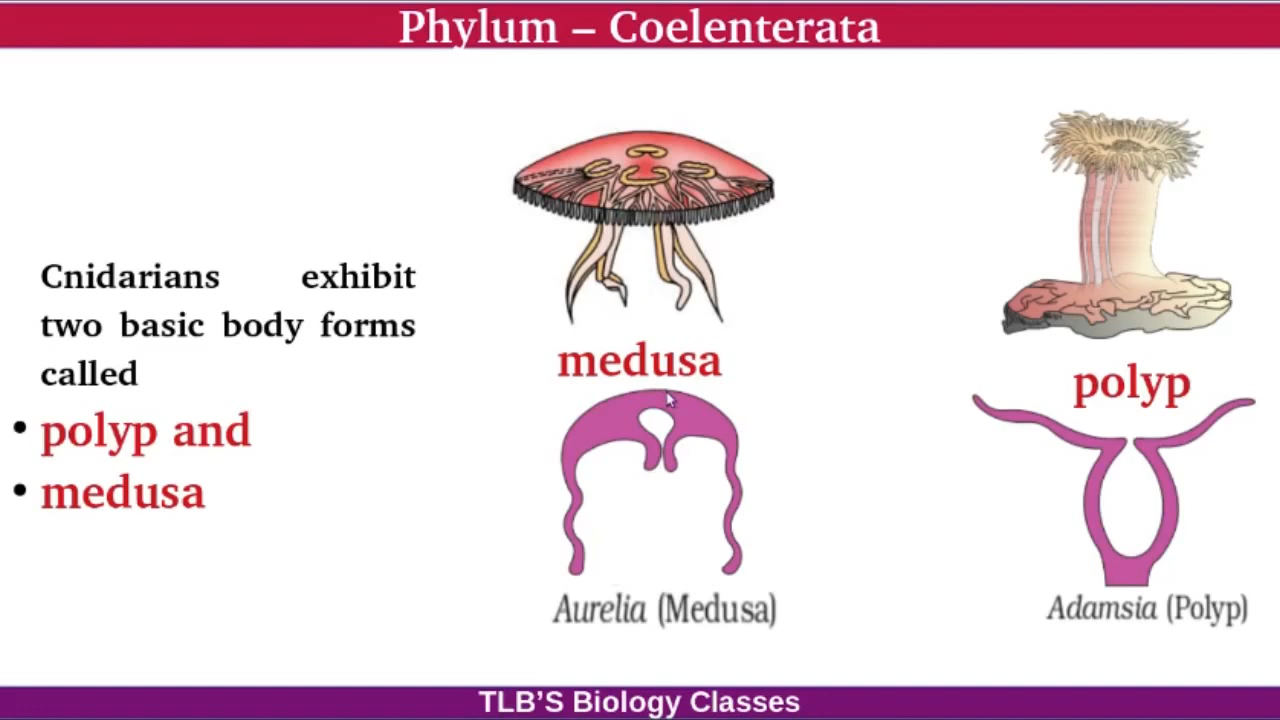 Phylum – Coelenterata
Cnidarians exhibit
two basic body forms
called
• polyp and
• medusa
medusa
polyp
Aurelia (Medusa)
Adamsia (Polyp)
TLB’S Biology Classes